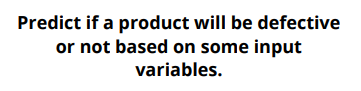 Predict if a product will be defective
or not based on some input
variables.